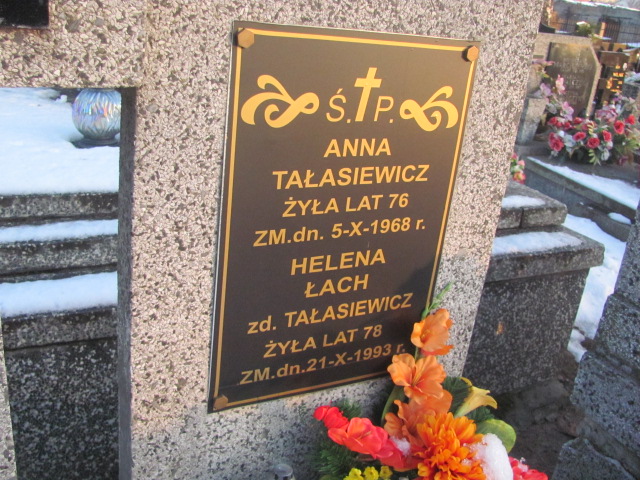 Ś.P.
ANNA
TAŁASIEWICZ
ŻYŁA LAT 76
ZM.dn. 5-X-1968 r.
HELENA
ŁACH
zd. TAŁASIEWICZ
ŻYŁA LAT 78
ZM.dn.21-X-1993 r.